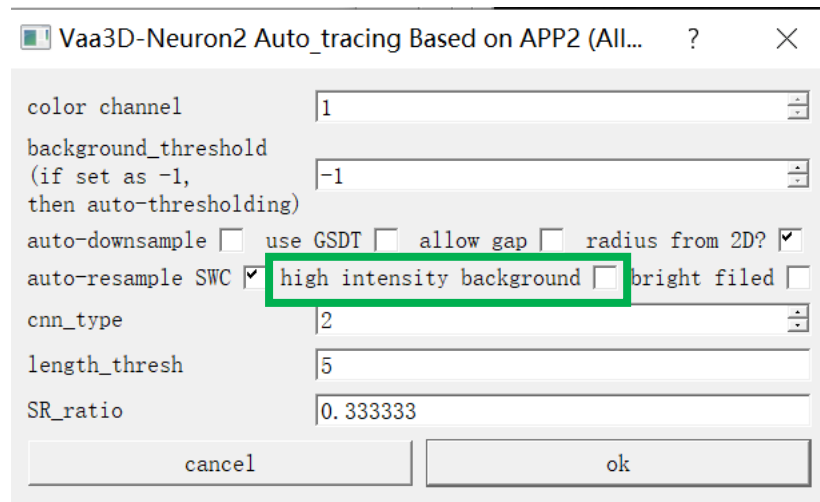 Vaa3D-Neuron2 Auto_tracing Based on APP2 (All... ?
color channel 1
background_threshold
(if set as -1, -1
then auto-thresholding)
auto-downsample use GSDT allow gap radius from 2D?
auto-resample SWC high intensity background bright filed
cnn_type 2
length_thresh 5
SR_ratio 0.333333
cancel ok